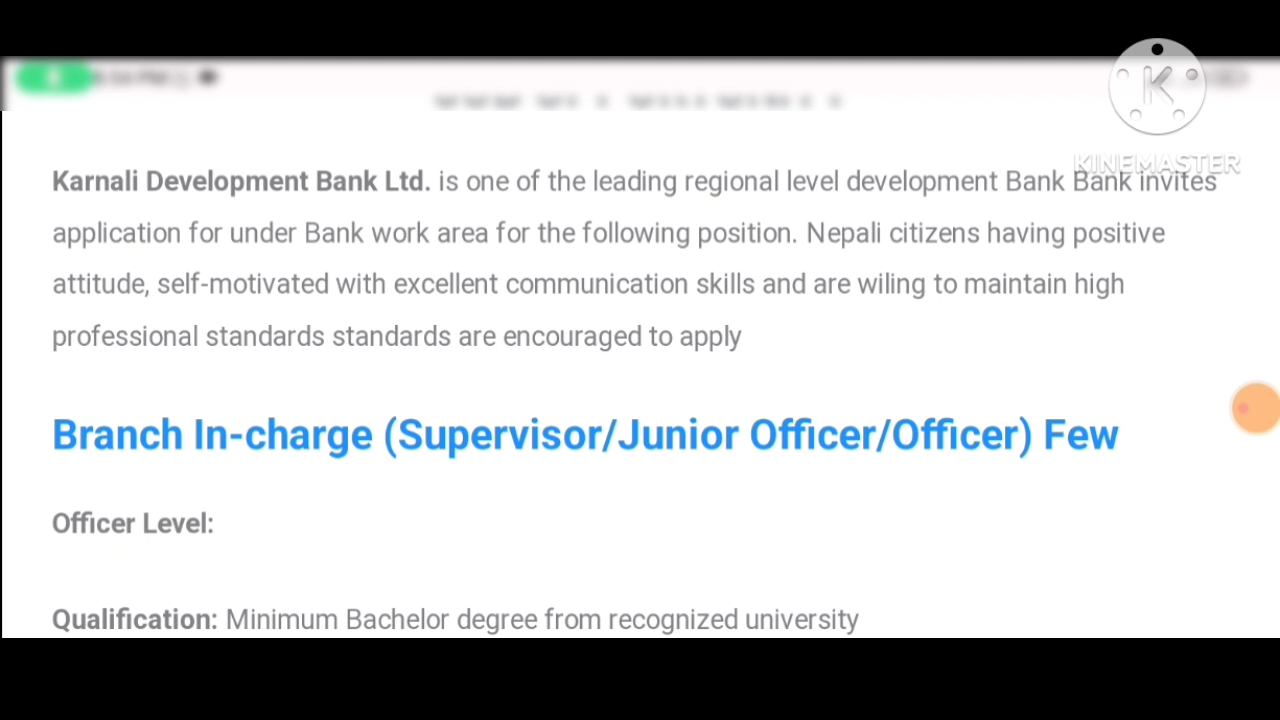 KINEMASTER
Karnali Development Bank Ltd. is one of the leading regional level development Bank Bank invites
application for under Bank work area for the following position. Nepali citizens having positive
attitude, self-motivated with excellent communication skills and are wiling to maintain high
professional standards standards are encouraged to apply
Branch In-charge (Supervisor/Junior Officer/Officer) Few
Officer Level:
Qualification: Minimum Bachelor degree from recognized university